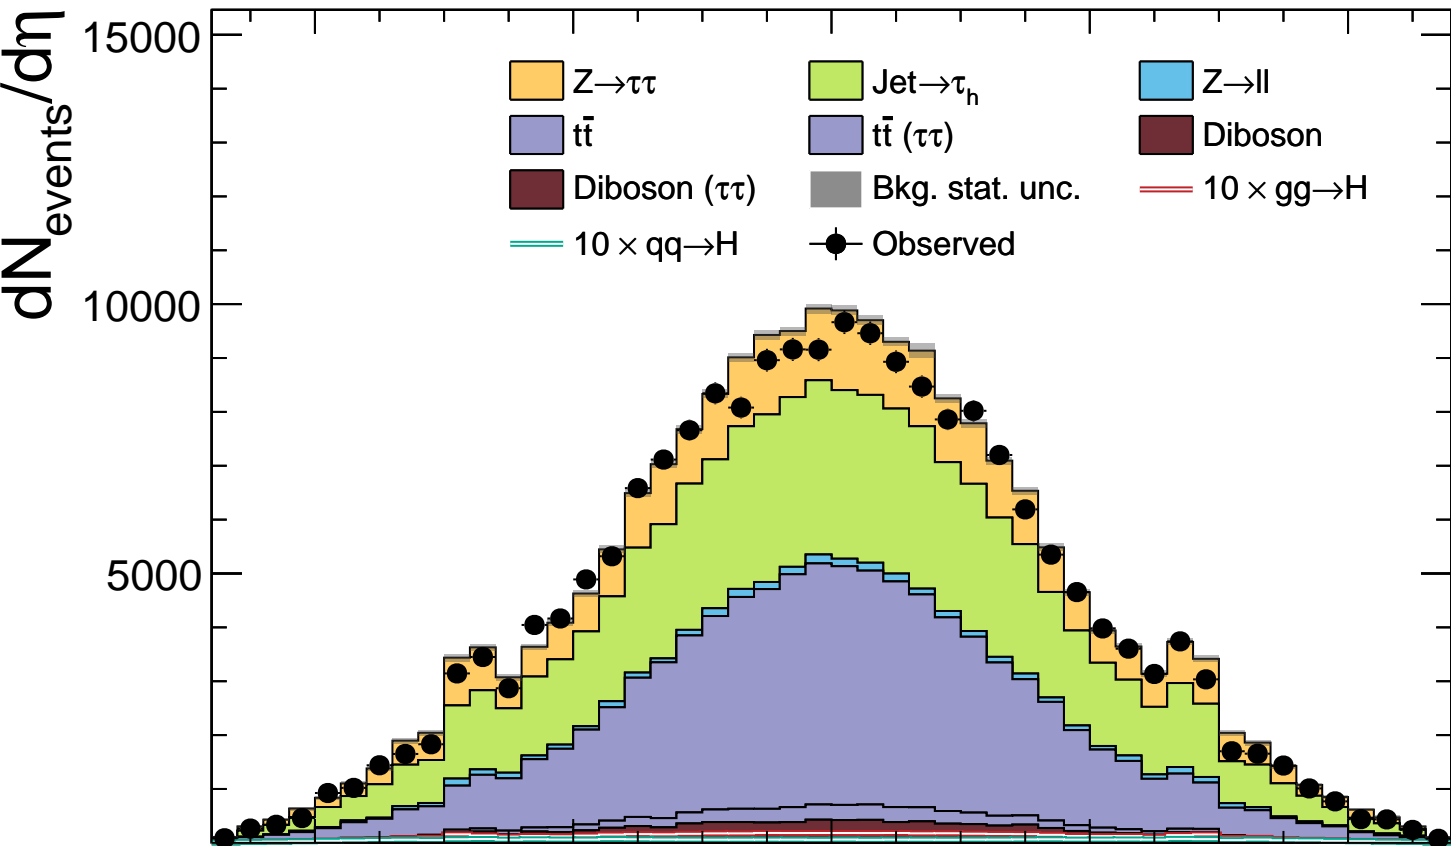 dN_events/dη
15000
10000
5000
Z→ττ Jet→τ_h Z→ll
tt̄ tt̄ (ττ) Diboson
Diboson (ττ) Bkg. stat. unc. 10 × gg→H
10 × qq→H Observed